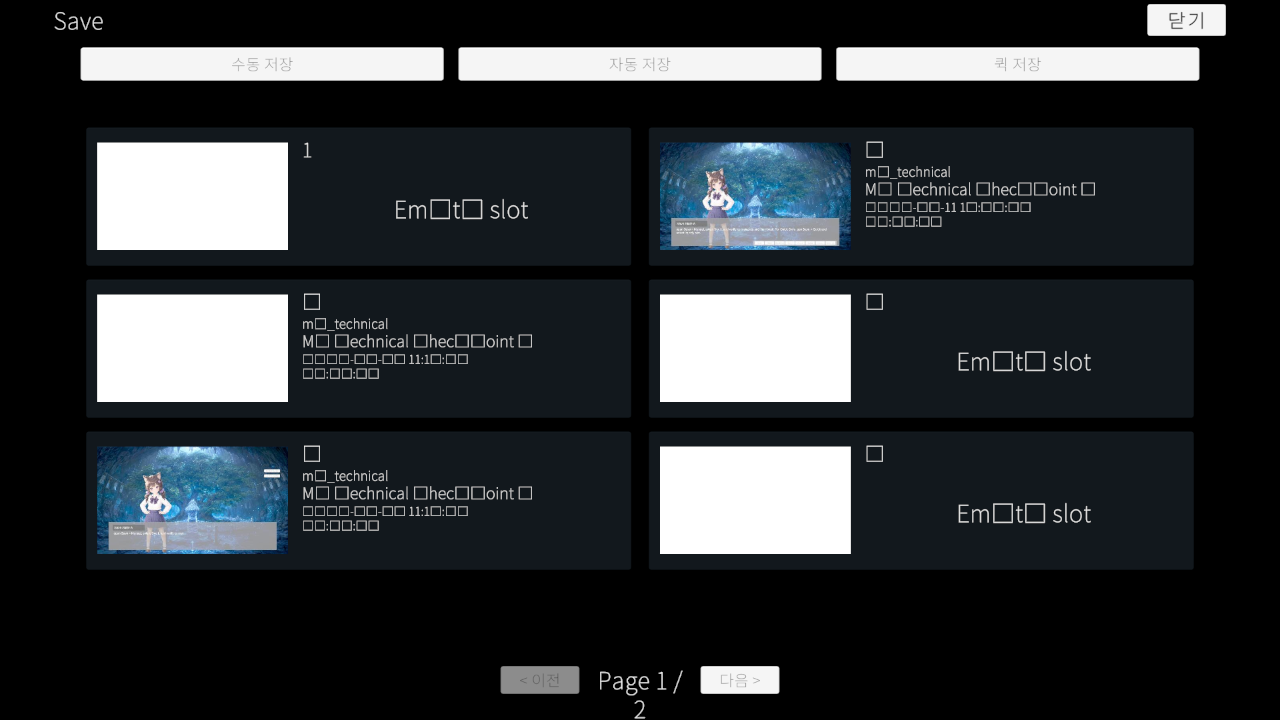 Save
닫기
수동 저장
자동 저장
퀵 저장
1
Em□t□ slot
□
m□_technical
M□ □echnical □hec□□oint □
□□□□-□□-11 1□:□□:□□
□□:□□:□□
□
m□_technical
M□ □echnical □hec□□oint □
□□□□-□□-□□ 11:1□:□□
□□:□□:□□
□
Em□t□ slot
□
m□_technical
M□ □echnical □hec□□oint □
□□□□-□□-□□ 11:1□:□□
□□:□□:□□
□
Em□t□ slot
< 이전
Page 1 /
2
다음 >